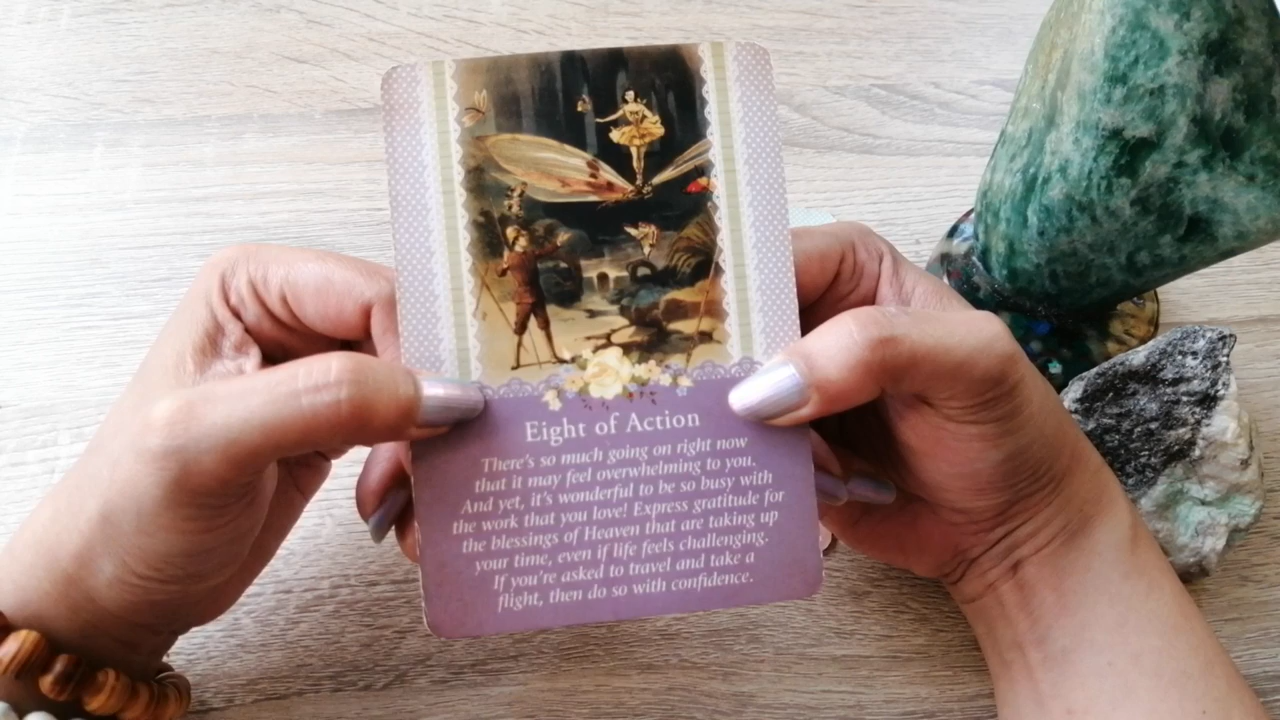 Eight of Action
There's so much going on right now
that it may feel overwhelming to you.
And yet, it's wonderful to be so busy with
the work that you love! Express gratitude for
the blessings of Heaven that are taking up
your time, even if life feels challenging.
If you're asked to travel and take a
flight, then do so with confidence.